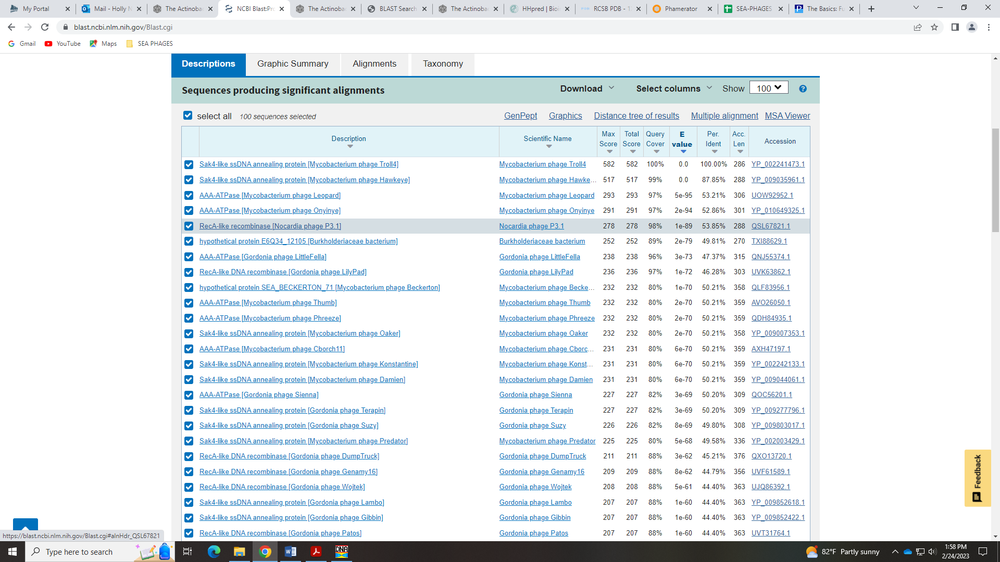 My Portal
Mail - Holly N
The Actinobac
NCBI Blast:Pro
The Actinobac
BLAST Search
The Actinobac
HHpred | Bioi
RCSB PDB - 1
Phamerator
SEA-PHAGES
The Basics: Fu
blast.ncbi.nlm.nih.gov/Blast.cgi
Gmail YouTube Maps SEA PHAGES
Descriptions Graphic Summary Alignments Taxonomy
Sequences producing significant alignments Download Select columns Show 100
select all 100 sequences selected GenPept Graphics Distance tree of results Multiple alignment MSA Viewer
Description Scientific Name Max Score Total Score Query Cover E value Per. Ident Acc. Len Accession
Sak4-like ssDNA annealing protein [Mycobacterium phage Troll4] Mycobacterium phage Troll4 582 582 100% 0.0 100.00% 286 YP_002241473.1
Sak4-like ssDNA annealing protein [Mycobacterium phage Hawkeye] Mycobacterium phage Hawke... 517 517 99% 0.0 87.85% 288 YP_009035961.1
AAA-ATPase [Mycobacterium phage Leopard] Mycobacterium phage Leopard 293 293 97% 5e-95 53.21% 306 UOW92952.1
AAA-ATPase [Mycobacterium phage Onyinye] Mycobacterium phage Onyinye 291 291 97% 2e-94 52.86% 301 YP_010649325.1
RecA-like recombinase [Nocardia phage P3.1] Nocardia phage P3.1 278 278 98% 1e-89 53.85% 288 QSL67821.1
hypothetical protein E6Q34_12105 [Burkholderiaceae bacterium] Burkholderiaceae bacterium 252 252 89% 2e-79 49.81% 270 TXI88629.1
AAA-ATPase [Gordonia phage LittleFella] Gordonia phage LittleFella 238 238 96% 3e-73 47.37% 315 QNJ55374.1
RecA-like DNA recombinase [Gordonia phage LilyPad] Gordonia phage LilyPad 236 236 97% 1e-72 46.28% 303 UVK63862.1
hypothetical protein SEA_BECKERTON_71 [Mycobacterium phage Beckerton] Mycobacterium phage Becke... 232 232 80% 1e-70 50.21% 358 QLF83956.1
AAA-ATPase [Mycobacterium phage Thumb] Mycobacterium phage Thumb 232 232 80% 2e-70 50.21% 359 AVO26050.1
AAA-ATPase [Mycobacterium phage Phreeze] Mycobacterium phage Phreeze 232 232 80% 2e-70 50.21% 359 QDH84935.1
Sak4-like ssDNA annealing protein [Mycobacterium phage Oaker] Mycobacterium phage Oaker 232 232 80% 2e-70 50.21% 358 YP_009007353.1
AAA-ATPase [Mycobacterium phage Cborch11] Mycobacterium phage Cborc... 231 231 80% 6e-70 50.21% 359 AXH47197.1
Sak4-like ssDNA annealing protein [Mycobacterium phage Konstantine] Mycobacterium phage Konst... 231 231 80% 6e-70 50.21% 359 YP_002242133.1
Sak4-like ssDNA annealing protein [Mycobacterium phage Damien] Mycobacterium phage Damien 231 231 80% 6e-70 50.21% 359 YP_009044061.1
AAA-ATPase [Gordonia phage Sienna] Gordonia phage Sienna 227 227 82% 3e-69 50.20% 309 QOC56201.1
Sak4-like ssDNA annealing protein [Gordonia phage Terapin] Gordonia phage Terapin 227 227 82% 3e-69 50.20% 309 YP_009277796.1
Sak4-like ssDNA annealing protein [Gordonia phage Suzy] Gordonia phage Suzy 226 226 82% 8e-69 49.80% 308 YP_009803017.1
Sak4-like ssDNA annealing protein [Mycobacterium phage Predator] Mycobacterium phage Predator 225 225 80% 5e-68 49.58% 336 YP_002003429.1
RecA-like DNA recombinase [Gordonia phage DumpTruck] Gordonia phage DumpTruck 211 211 88% 3e-62 45.21% 376 QXO13720.1
RecA-like DNA recombinase [Gordonia phage Genamy16] Gordonia phage Genamy16 209 209 88% 8e-62 44.79% 356 UVF61589.1
RecA-like DNA recombinase [Gordonia phage Wojtek] Gordonia phage Wojtek 208 208 88% 5e-61 44.40% 363 UJQ86392.1
Sak4-like ssDNA annealing protein [Gordonia phage Lambo] Gordonia phage Lambo 207 207 88% 1e-60 44.40% 363 YP_009852618.1
Sak4-like ssDNA annealing protein [Gordonia phage Gibbin] Gordonia phage Gibbin 207 207 88% 1e-60 44.40% 363 YP_009852422.1
RecA-like DNA recombinase [Gordonia phage Patos] Gordonia phage Patos 207 207 88% 1e-60 44.40% 363 UVT31764.1
Feedback
https://blast.ncbi.nlm.nih.gov/Blast.cgi#alnHdr_QSL67821
Type here to search
DNA
82°F Partly sunny
1:58 PM
2/24/2023